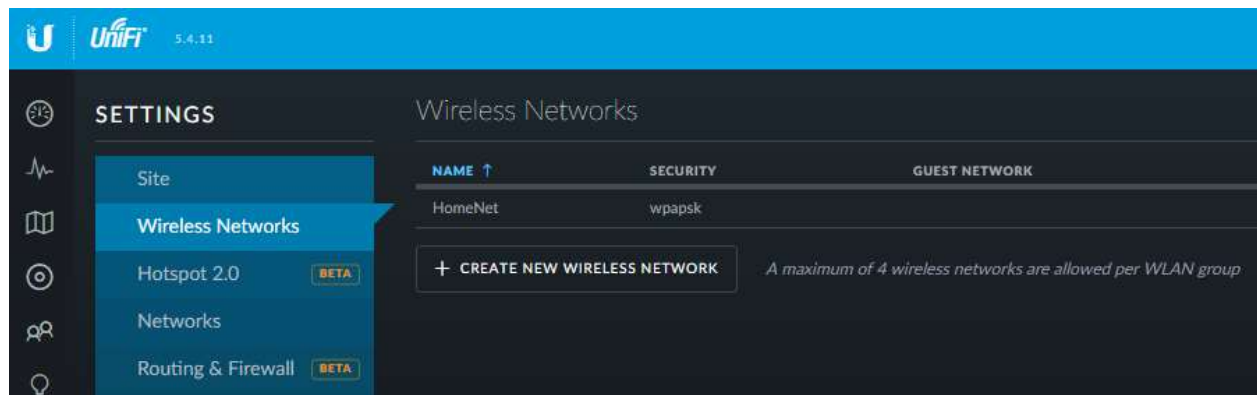 UniFi 5.4.11
SETTINGS
Site
Wireless Networks
Hotspot 2.0 BETA
Networks
Routing & Firewall BETA
Wireless Networks
NAME ↑ SECURITY GUEST NETWORK
HomeNet wpapsk
+ CREATE NEW WIRELESS NETWORK A maximum of 4 wireless networks are allowed per WLAN group